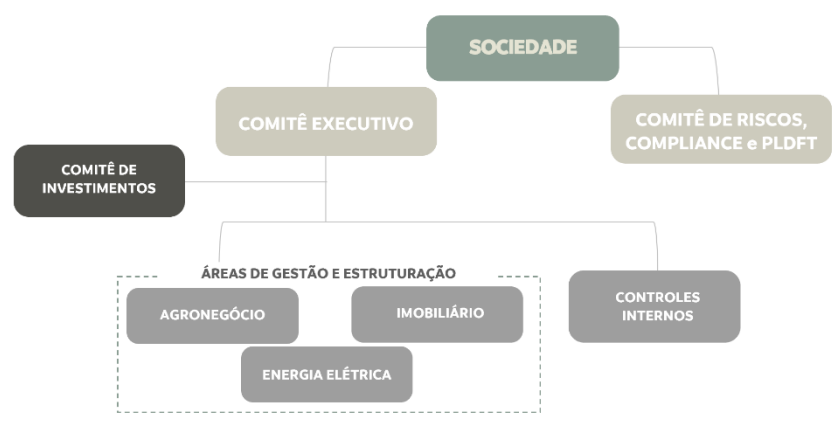 SOCIEDADE
COMITÊ EXECUTIVO
COMITÊ DE RISCOS,
COMPLIANCE e PLDFT
COMITÊ DE
INVESTIMENTOS
ÁREAS DE GESTÃO E ESTRUTURAÇÃO
AGRONEGÓCIO
IMOBILIÁRIO
ENERGIA ELÉTRICA
CONTROLES
INTERNOS